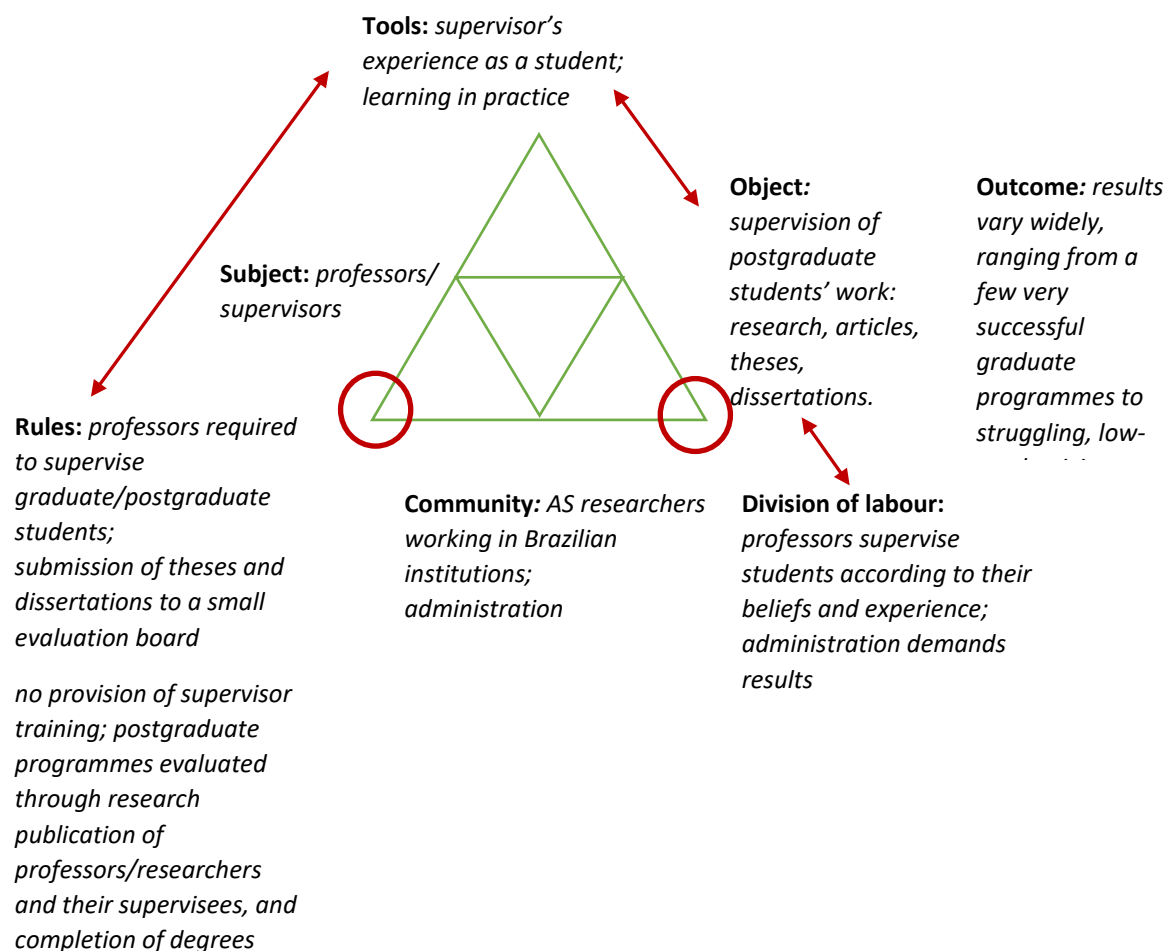 Tools: supervisor’s
experience as a student;
learning in practice
Subject: professors/
supervisors
Object:
supervision of
postgraduate
students’ work:
research, articles,
theses,
dissertations.
Outcome: results
vary widely,
ranging from a
few very
successful
graduate
programmes to
struggling, low-
Rules: professors required
to supervise
graduate/postgraduate
students;
submission of theses and
dissertations to a small
evaluation board
no provision of supervisor
training; postgraduate
programmes evaluated
through research
publication of
professors/researchers
and their supervisees, and
completion of degrees
Community: AS researchers
working in Brazilian
institutions;
administration
Division of labour:
professors supervise
students according to their
beliefs and experience;
administration demands
results